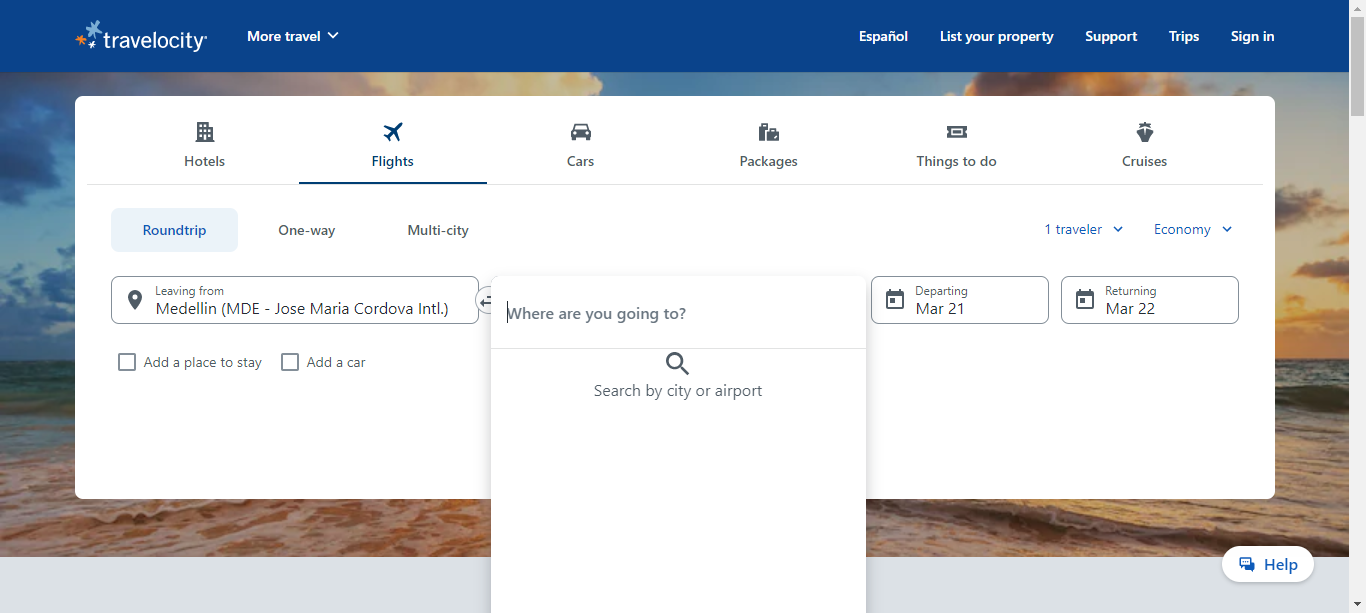 travelocity
More travel
Español
List your property
Support
Trips
Sign in
Hotels
Flights
Cars
Packages
Things to do
Cruises
Roundtrip
One-way
Multi-city
1 traveler
Economy
Leaving from
Medellin (MDE - Jose Maria Cordova Intl.)
Where are you going to?
Departing
Mar 21
Returning
Mar 22
Add a place to stay
Add a car
Search by city or airport
Help